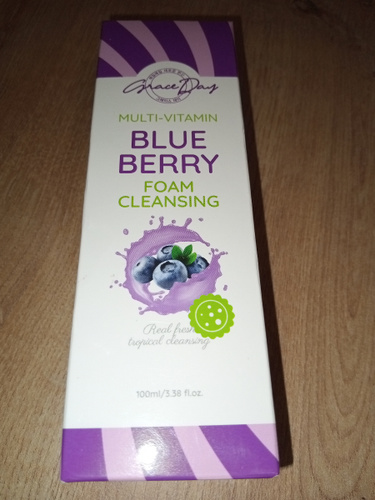 Grace Day
MULTI-VITAMIN
BLUE
BERRY
FOAM
CLEANSING
Real fresh
tropical cleansing
100ml/3.38 fl.oz.